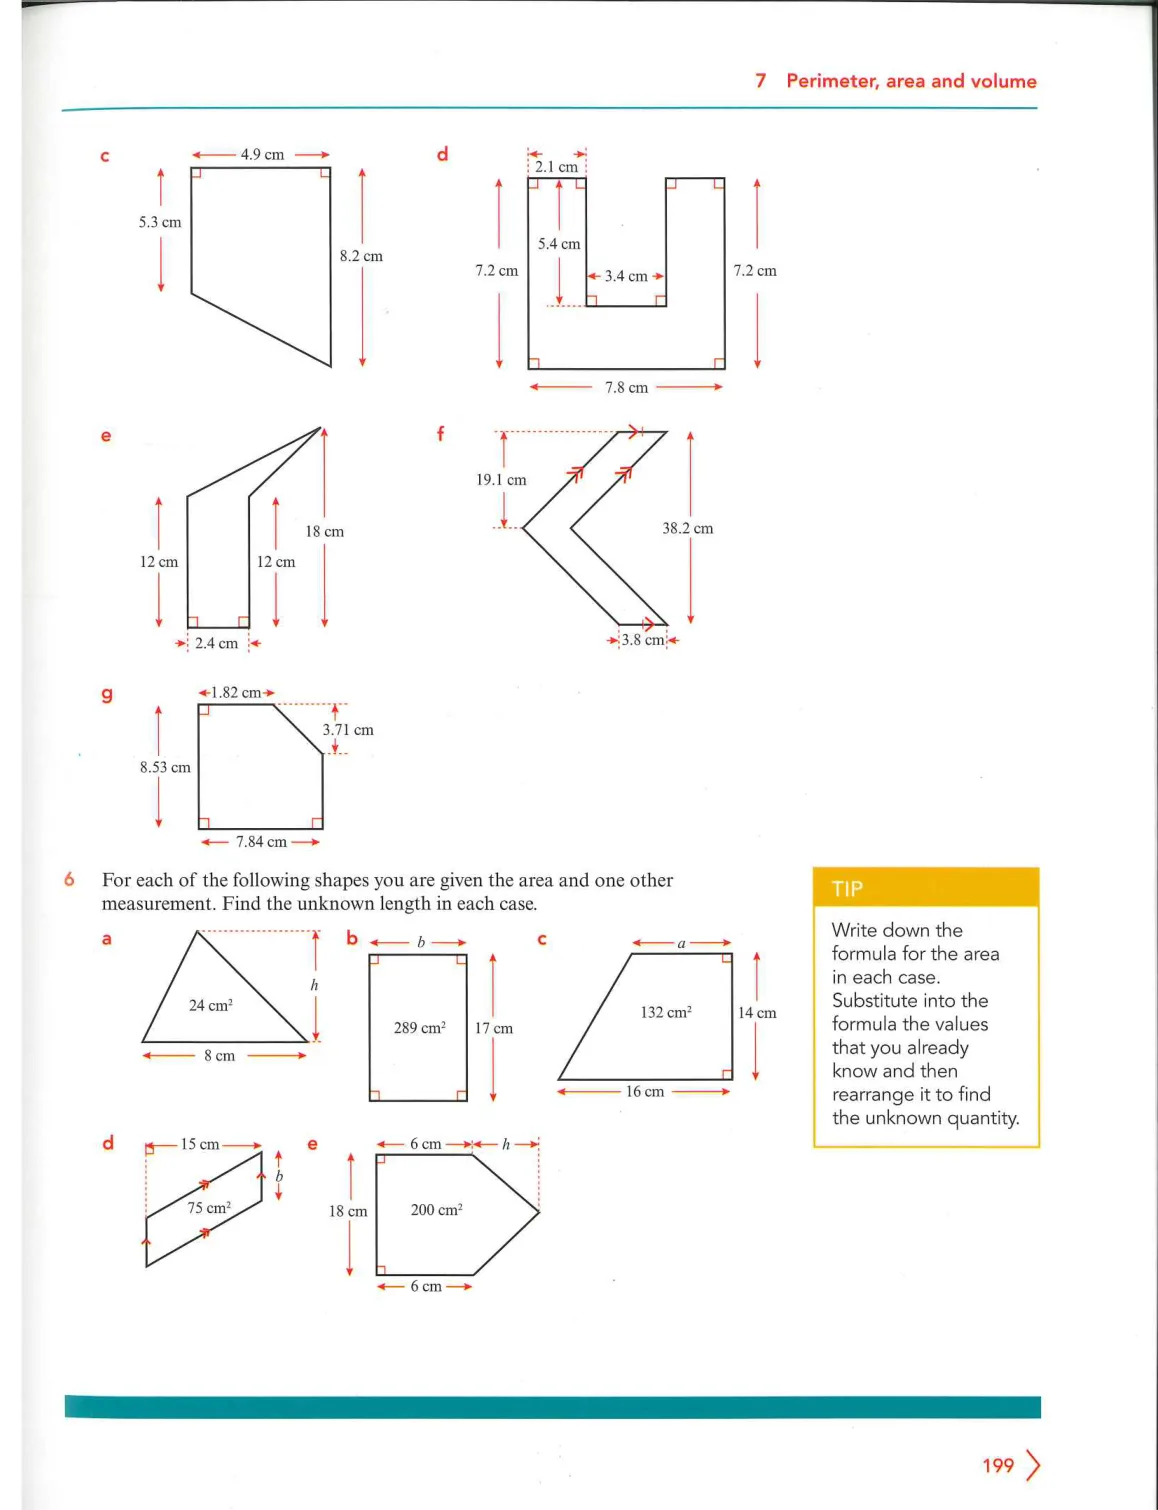 7 Perimeter, area and volume
c
4.9 cm
5.3 cm
8.2 cm
d
2.1 cm
5.4 cm
7.2 cm
3.4 cm
7.2 cm
7.8 cm
e
12 cm
12 cm
18 cm
2.4 cm
f
19.1 cm
38.2 cm
3.8 cm
g
1.82 cm
3.71 cm
8.53 cm
7.84 cm
6 For each of the following shapes you are given the area and one other
measurement. Find the unknown length in each case.
a
h
24 cm²
8 cm
b
b
289 cm²
17 cm
c
a
132 cm²
14 cm
16 cm
d
15 cm
b
75 cm²
e
6 cm
h
18 cm
200 cm²
6 cm
TIP
Write down the
formula for the area
in each case.
Substitute into the
formula the values
that you already
know and then
rearrange it to find
the unknown quantity.
199